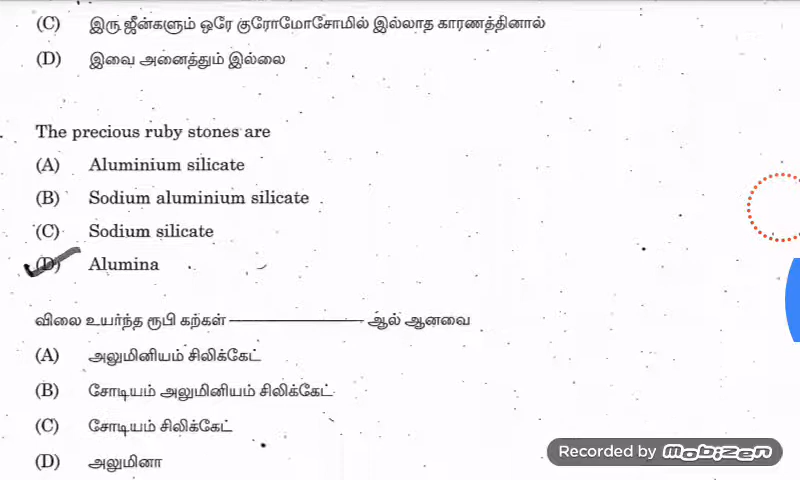 (C) இரு ஜீன்களும் ஒரே குரோமோசோமில் இல்லாத காரணத்தினால்
(D) இவை அனைத்தும் இல்லை
The precious ruby stones are
(A) Aluminium silicate
(B) Sodium aluminium silicate
(C) Sodium silicate
(D) Alumina
விலை உயர்ந்த ரூபி கற்கள் ———————— ஆல் ஆனவை
(A) அலுமினியம் சிலிக்கேட்
(B) சோடியம் அலுமினியம் சிலிக்கேட்
(C) சோடியம் சிலிக்கேட்
(D) அலுமினா
Recorded by mobizen